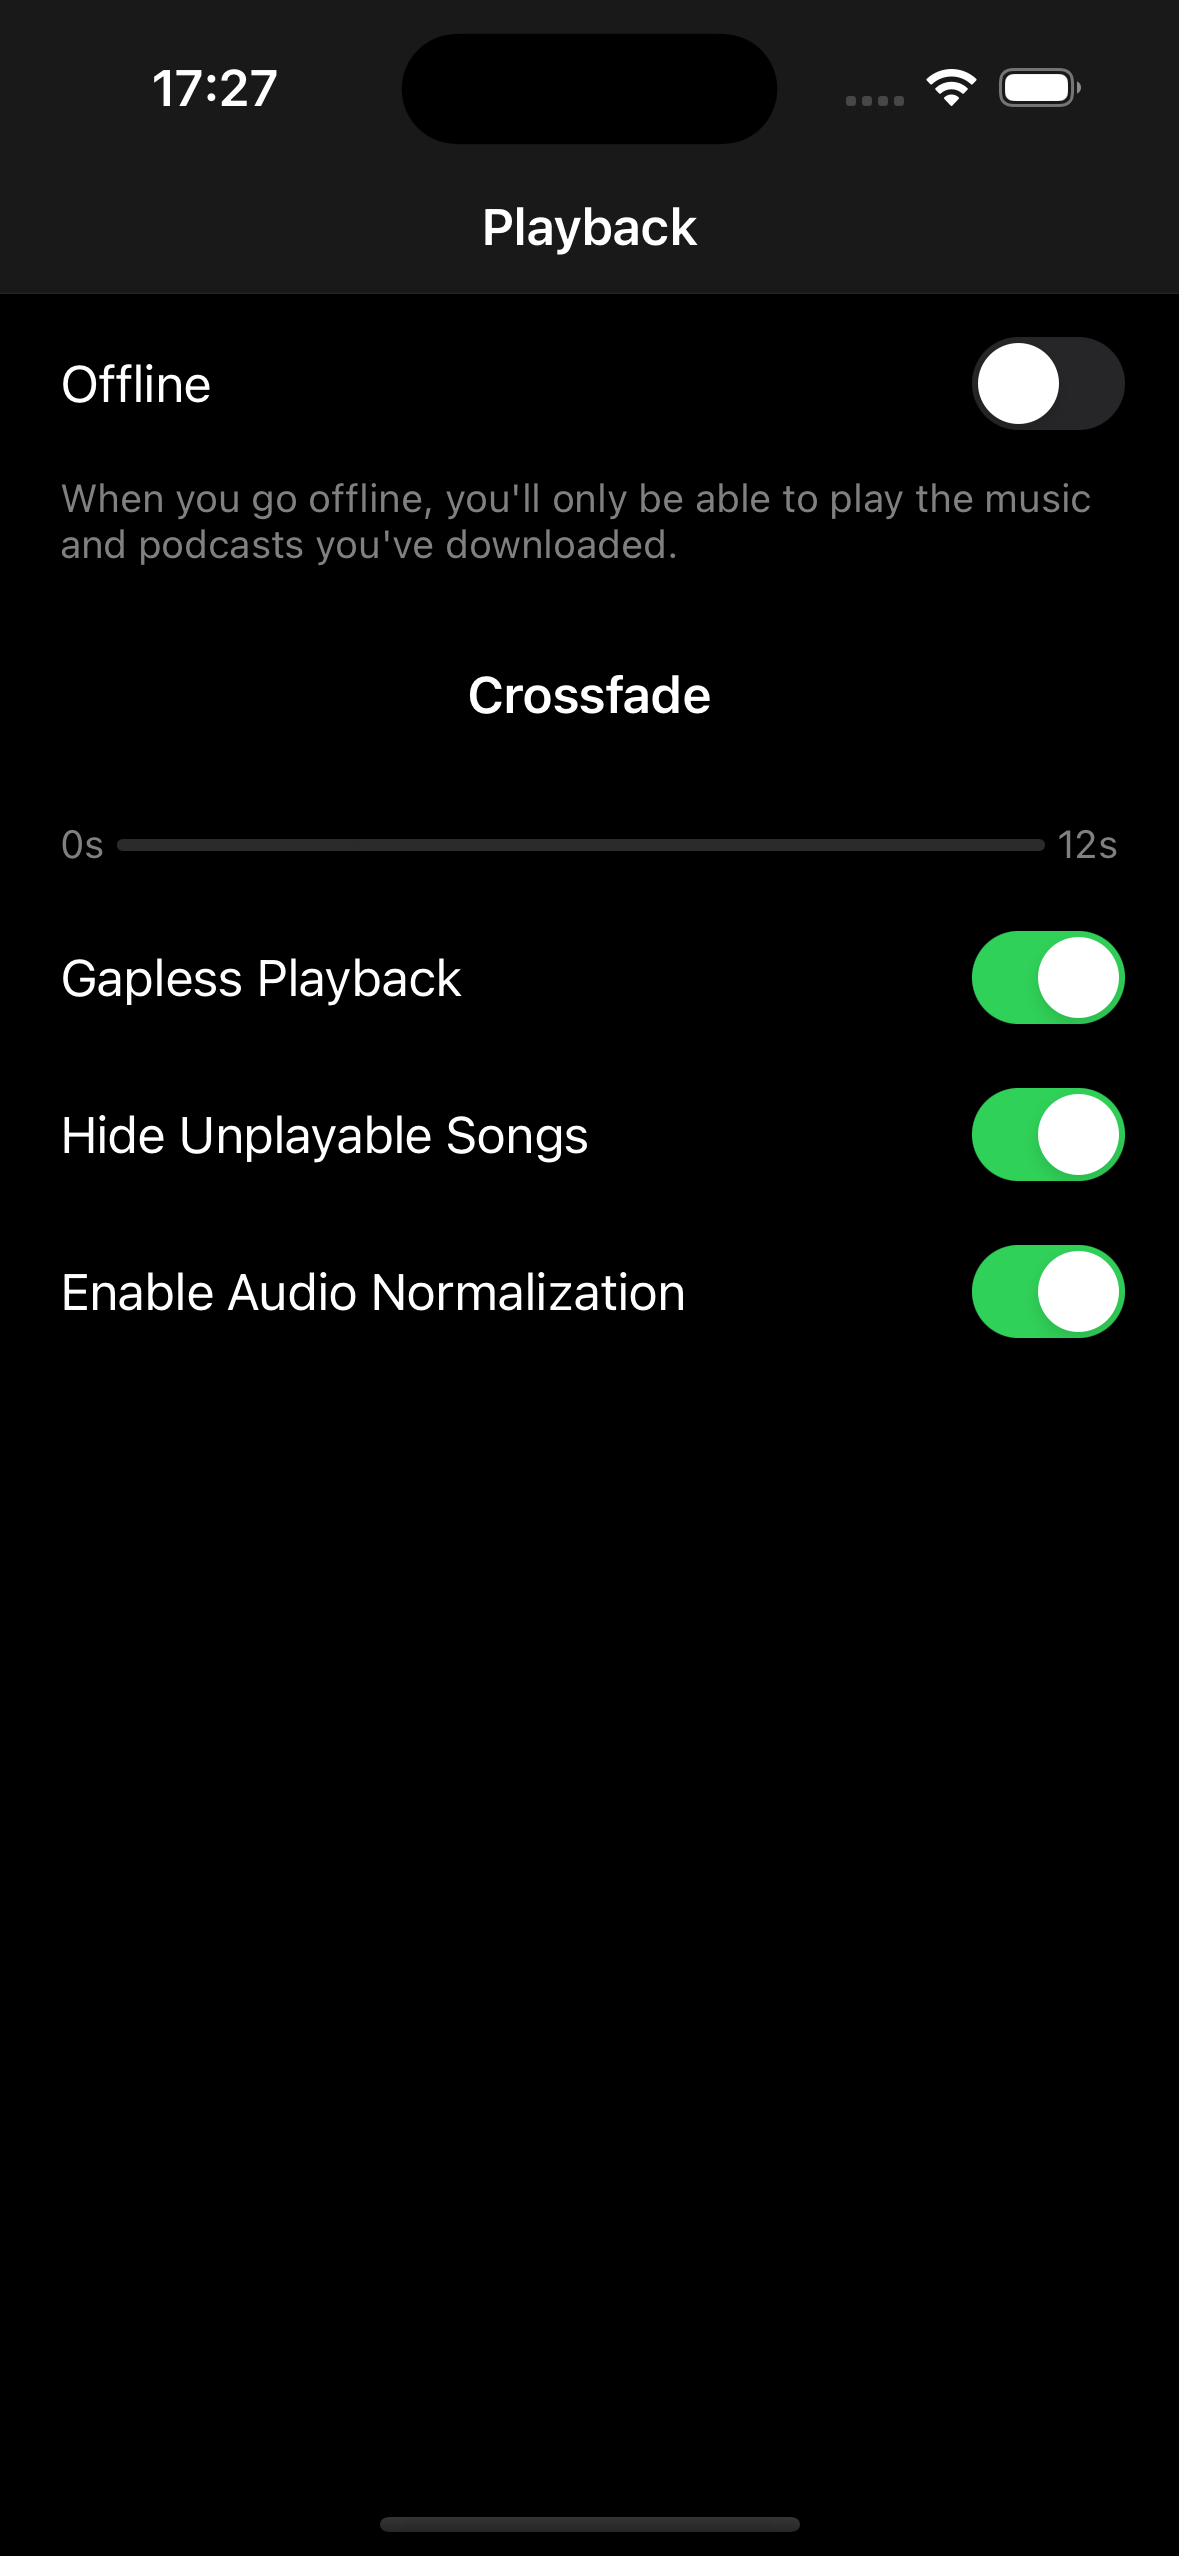 17:27
Playback
Offline
When you go offline, you'll only be able to play the music
and podcasts you've downloaded.
Crossfade
0s 12s
Gapless Playback
Hide Unplayable Songs
Enable Audio Normalization